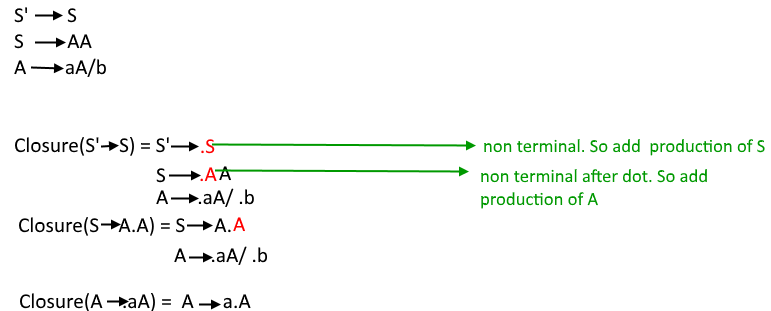 S' → S
S → AA
A → aA/b
Closure(S'→S) = S' → .S → non terminal. So add production of S
S → .AA → non terminal after dot. So add
A → .aA/ .b production of A
Closure(S→A.A) = S → A.A
A → .aA/ .b
Closure(A → .aA) = A → a.A